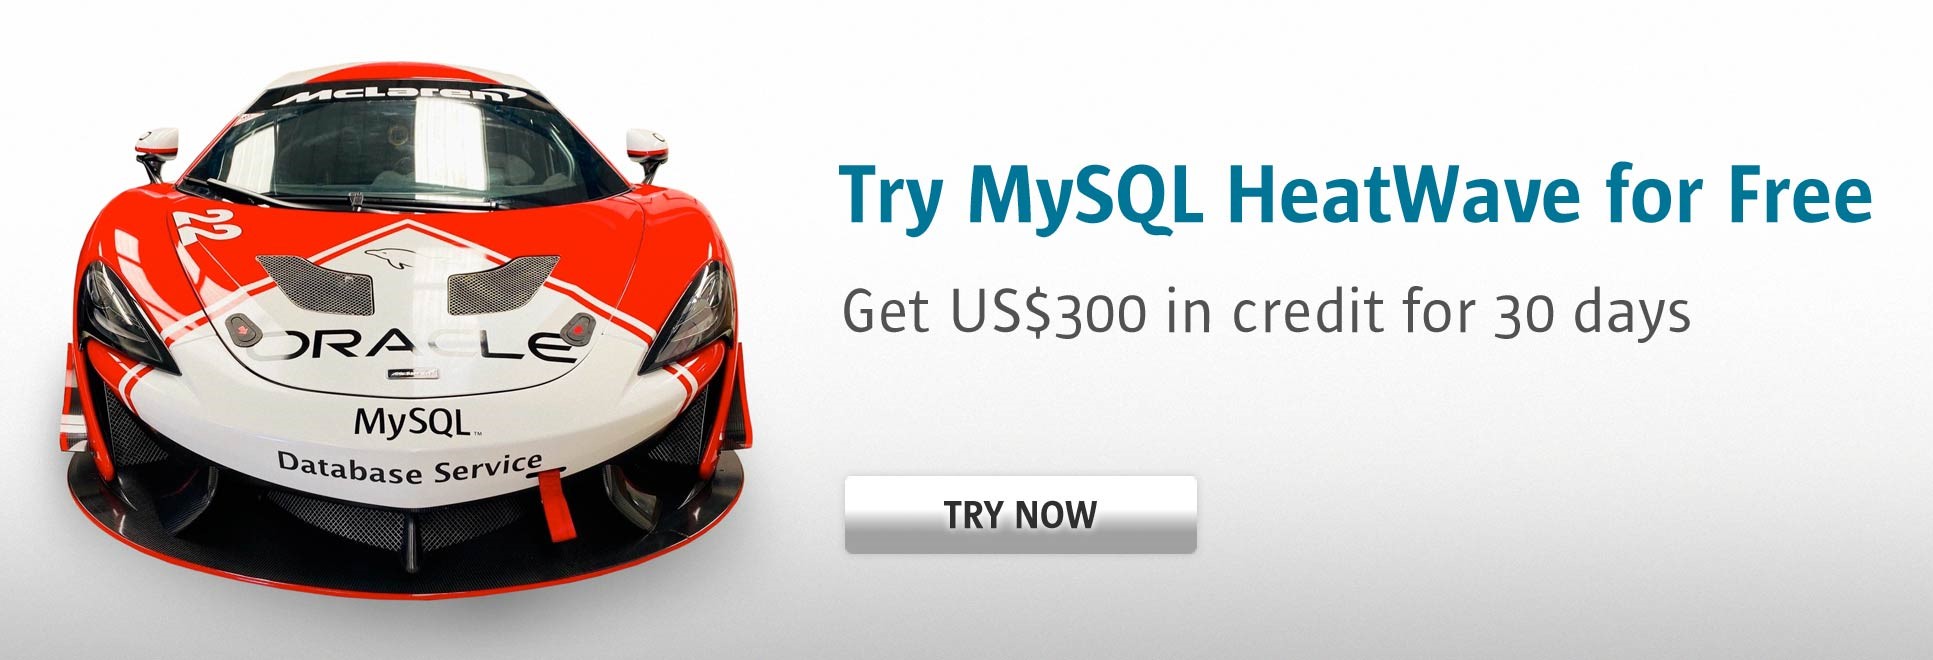 McLaren
22
ORACLE
MySQL™
Database Service
Try MySQL HeatWave for Free
Get US$300 in credit for 30 days
TRY NOW